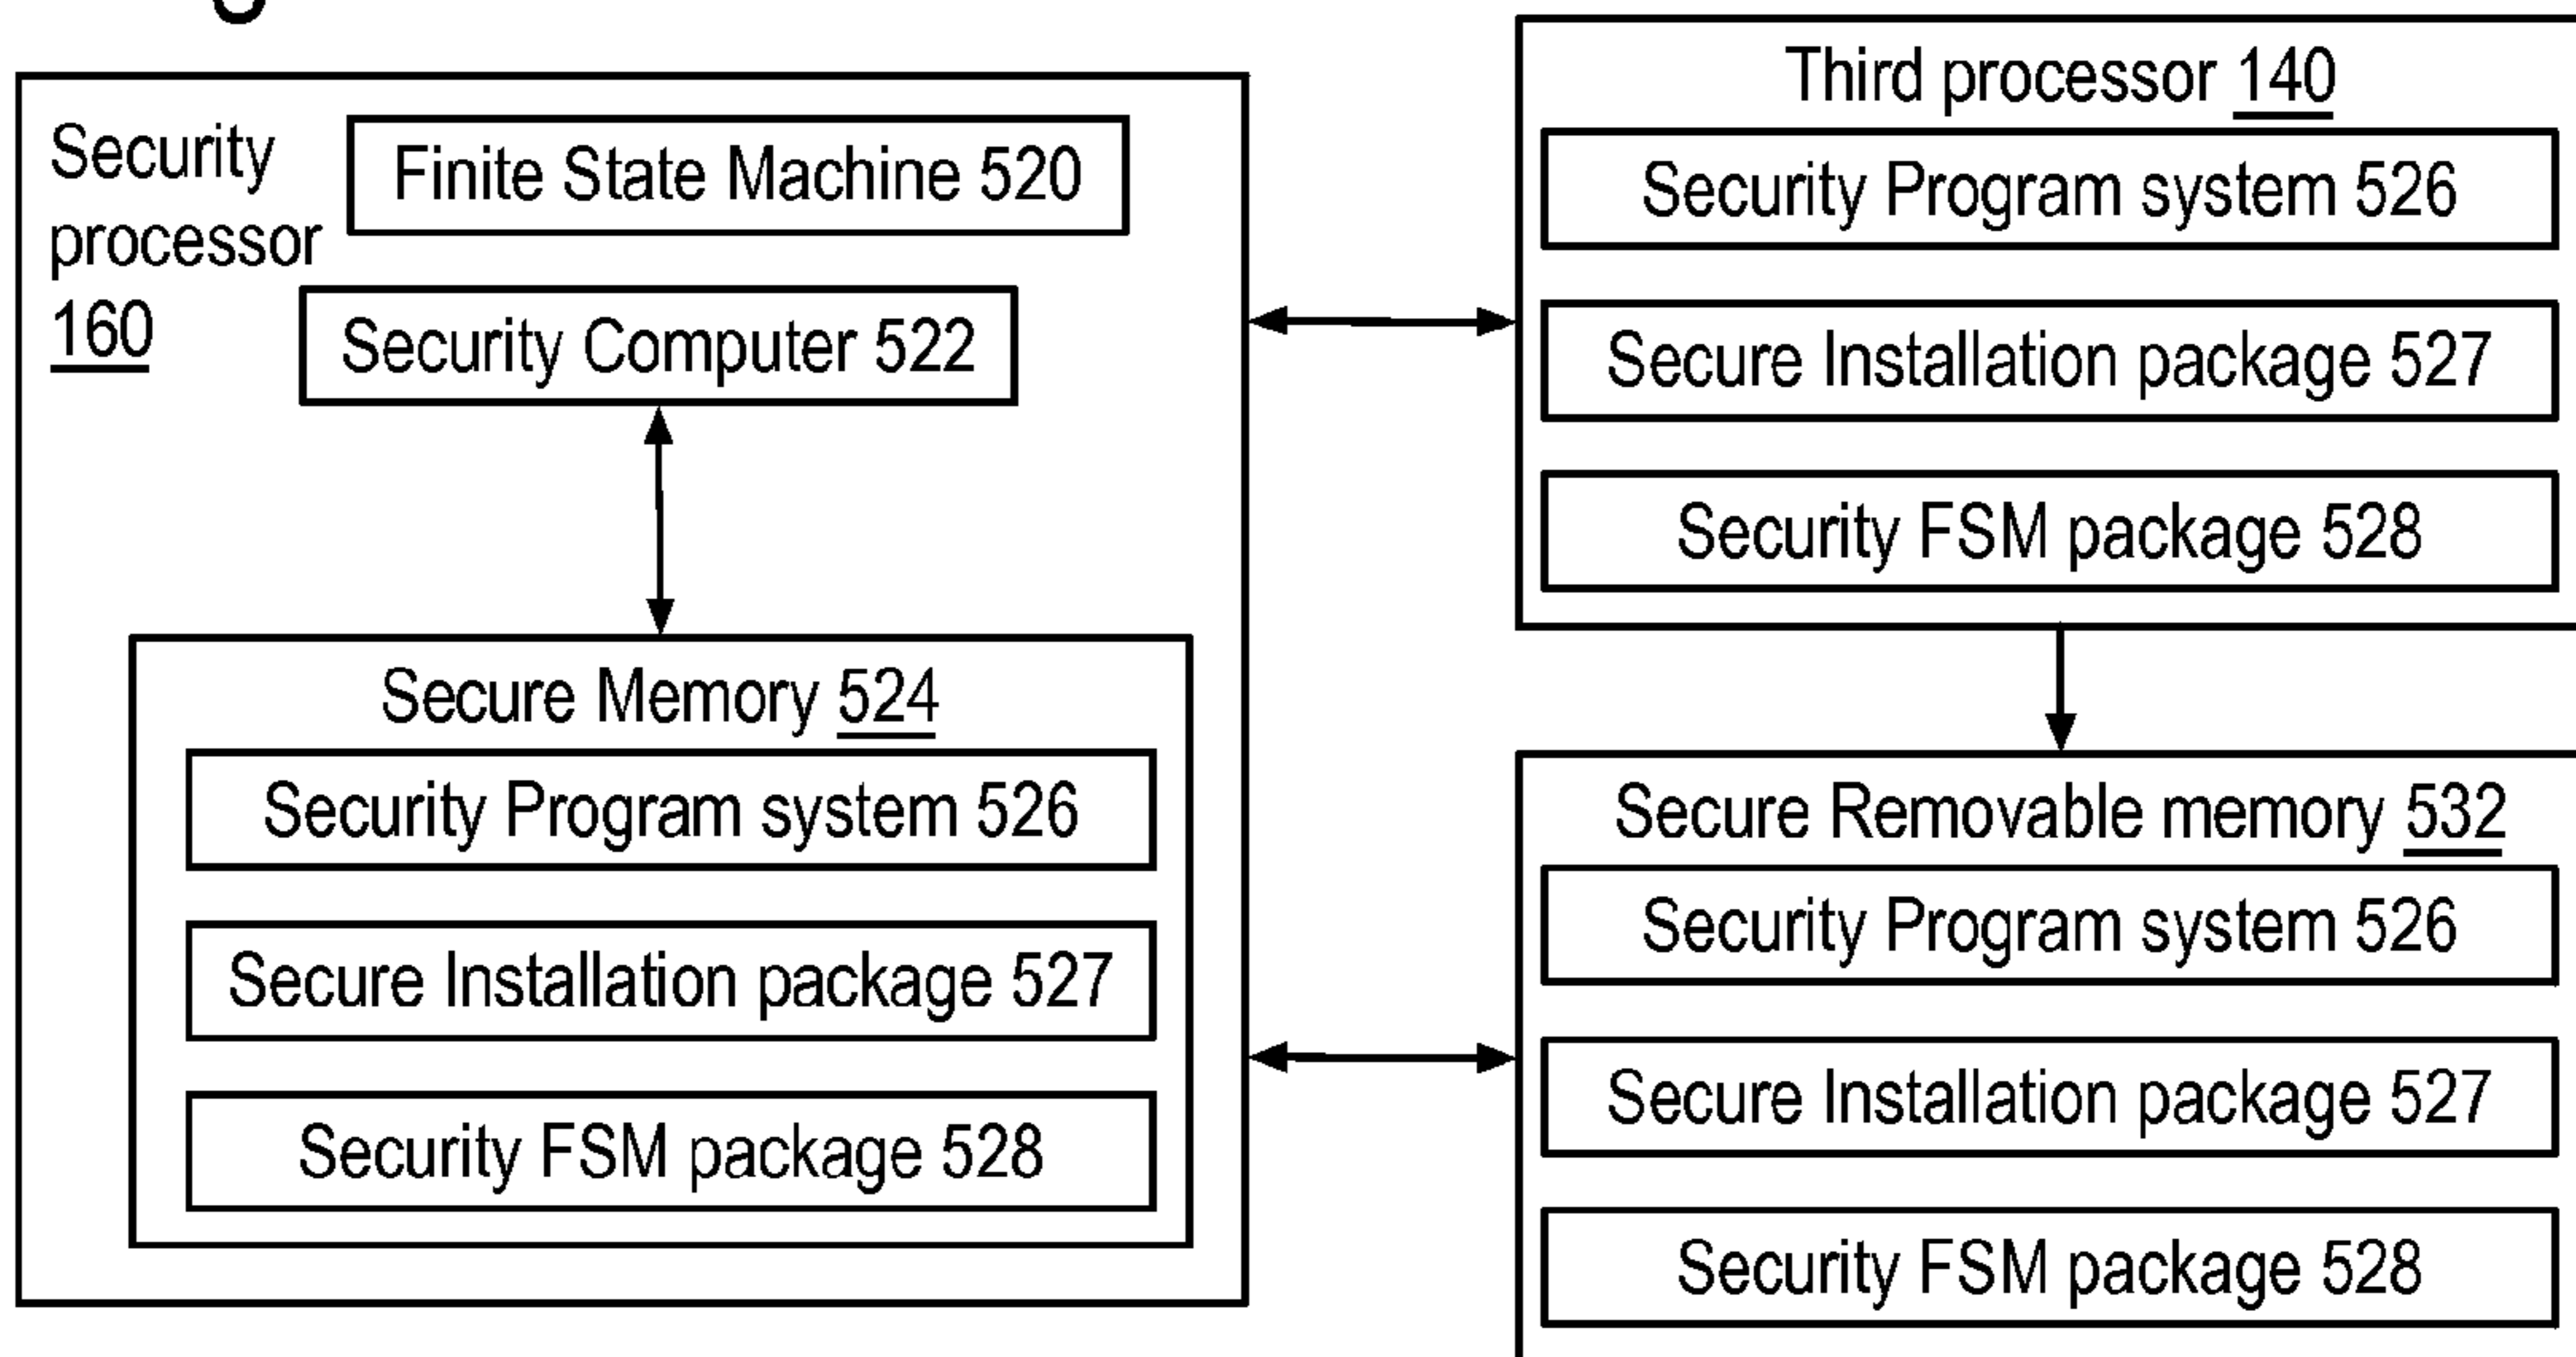 Security
processor
160
Finite State Machine 520
Security Computer 522
Secure Memory 524
Security Program system 526
Secure Installation package 527
Security FSM package 528
Third processor 140
Security Program system 526
Secure Installation package 527
Security FSM package 528
Secure Removable memory 532
Security Program system 526
Secure Installation package 527
Security FSM package 528